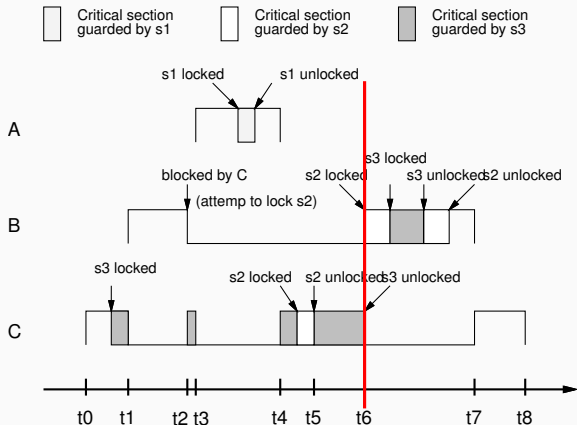 Critical section
guarded by s1
Critical section
guarded by s2
Critical section
guarded by s3
s1 locked
s1 unlocked
A
s3 locked
blocked by C
s2 locked
s3 unlocked
s2 unlocked
(attemp to lock s2)
B
s3 locked
s2 locked
s2 unlocked
s3 unlocked
C
t0
t1
t2
t3
t4
t5
t6
t7
t8